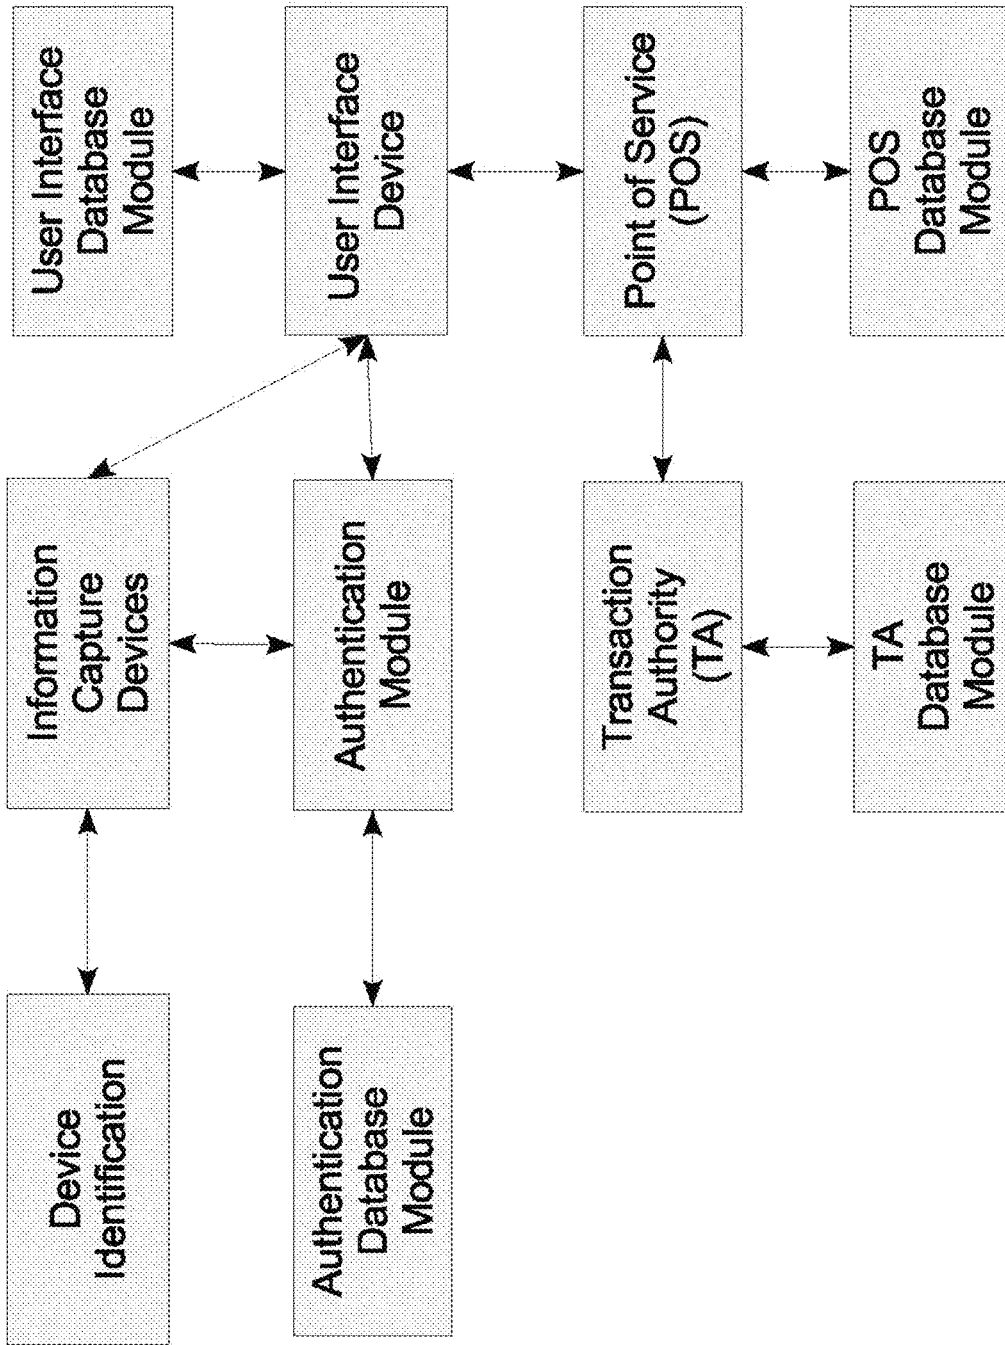 Device
Identification
Information
Capture
Devices
User Interface
Database
Module
Authentication
Database
Module
Authentication
Module
User Interface
Device
Transaction
Authority
(TA)
Point of Service
(POS)
TA
Database
Module
POS
Database
Module